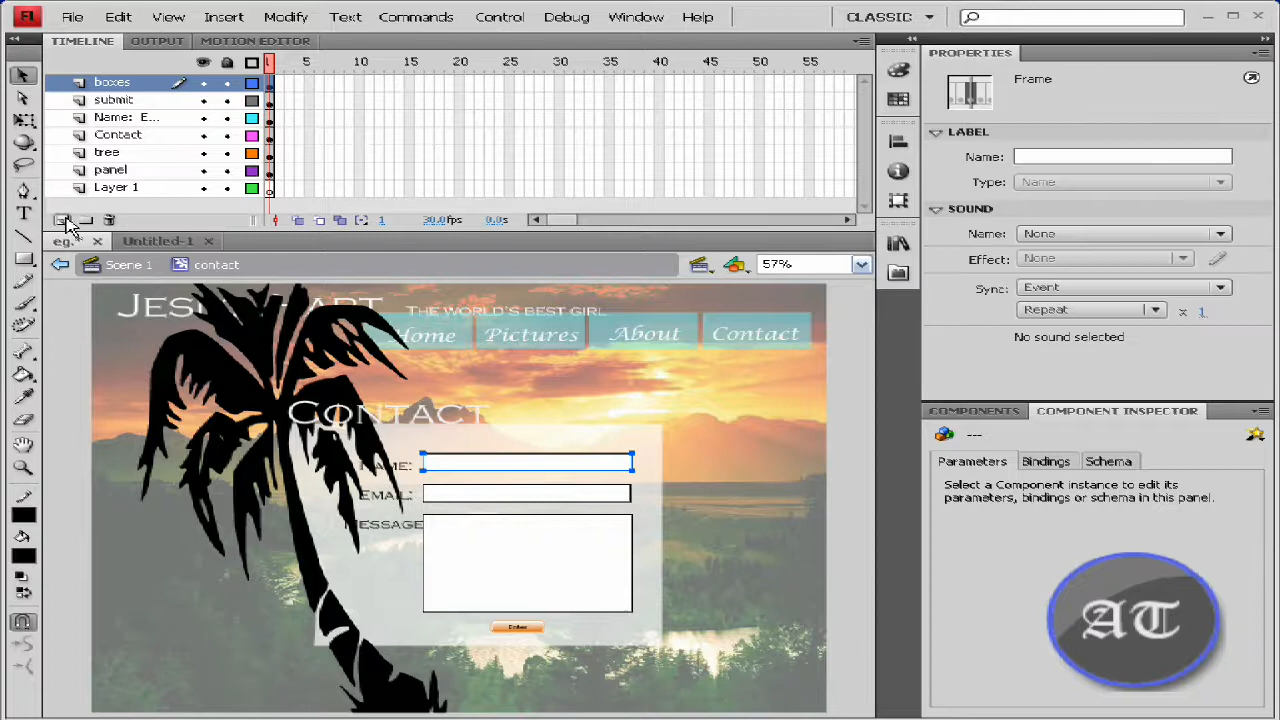 Fl File Edit View Insert Modify Text Commands Control Debug Window Help CLASSIC
TIMELINE OUTPUT MOTION EDITOR
1 5 10 15 20 25 30 35 40 45 50 55
boxes
submit
Name: E...
Contact
tree
panel
Layer 1
1 30.0fps 0.0s
eg.* Untitled-1
Scene 1 contact 57%
THE WORLD'S BEST GIRL
Home Pictures About Contact
CONTACT
NAME:
EMAIL:
MESSAGE
Enter
PROPERTIES
Frame
LABEL
Name:
Type: Name
SOUND
Name: None
Effect: None
Sync: Event
Repeat x 1
No sound selected
COMPONENTS COMPONENT INSPECTOR
---
Parameters Bindings Schema
Select a Component instance to edit its
parameters, bindings or schema in this panel.
AT